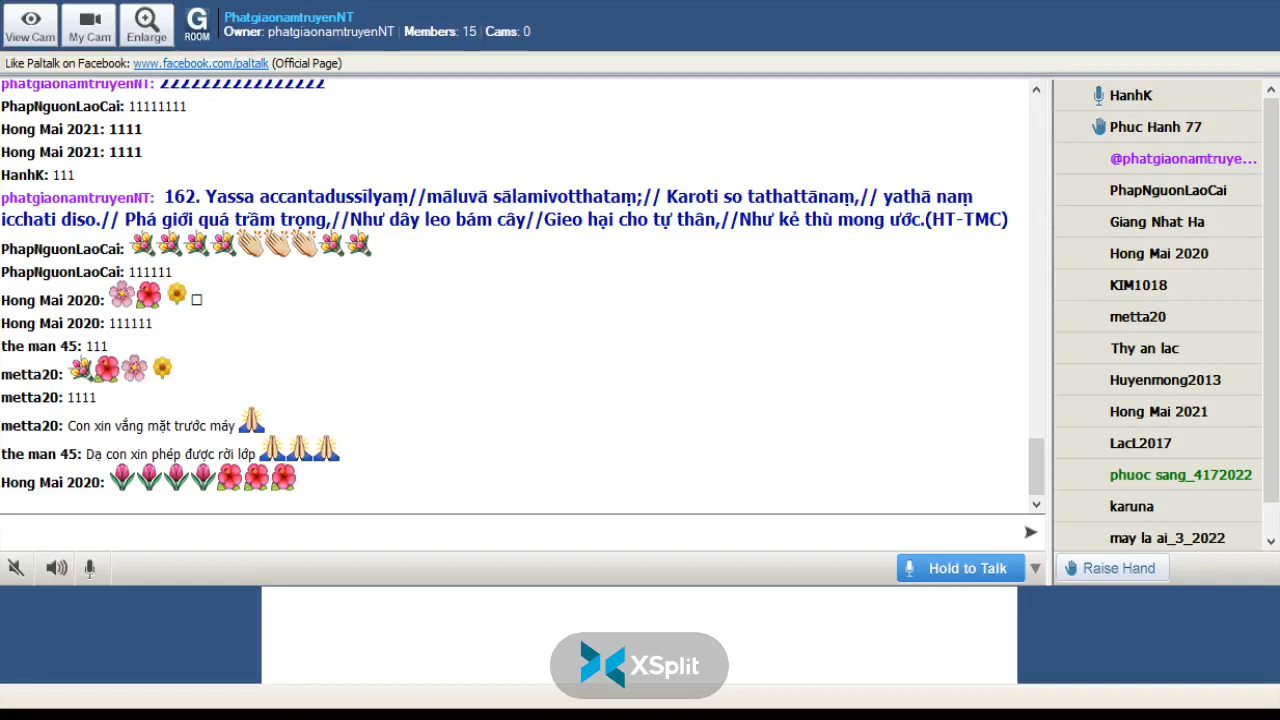 View Cam
My Cam
Enlarge
G
ROOM
PhatgiaonamtruyenNT
Owner: phatgiaonamtruyenNT | Members: 15 | Cams: 0
Like Paltalk on Facebook: www.facebook.com/paltalk (Official Page)
phatgiaonamtruyenNT:
PhapNguonLaoCai: 11111111
Hong Mai 2021: 1111
Hong Mai 2021: 1111
HanhK: 111
phatgiaonamtruyenNT: 162. Yassa accantadussīlyaṃ//māluvā sālamivotthataṃ;// Karoti so tathattānaṃ,// yathā naṃ
icchati diso.// Phá giới quá trầm trọng,//Như dây leo bám cây//Gieo hại cho tự thân,//Như kẻ thù mong ước.(HT-TMC)
PhapNguonLaoCai:
PhapNguonLaoCai: 111111
Hong Mai 2020:
Hong Mai 2020: 111111
the man 45: 111
metta20:
metta20: 1111
metta20: Con xin vắng mặt trước máy
the man 45: Dạ con xin phép được rời lớp
Hong Mai 2020:
Hold to Talk
HanhK
Phuc Hanh 77
@phatgiaonamtruye...
PhapNguonLaoCai
Giang Nhat Ha
Hong Mai 2020
KIM1018
metta20
Thy an lac
Huyenmong2013
Hong Mai 2021
LacL2017
phuoc sang_4172022
karuna
may la ai_3_2022
Raise Hand
XSplit